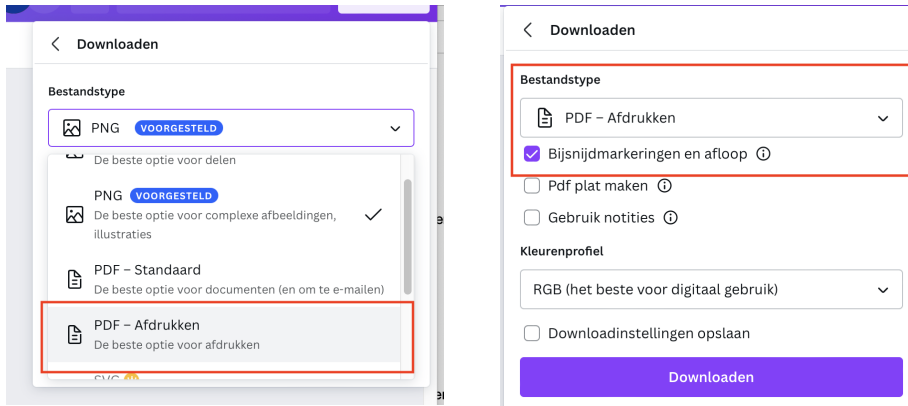 Downloaden
Bestandstype
PNG VOORGESTELD
De beste optie voor delen
PNG VOORGESTELD
De beste optie voor complexe afbeeldingen,
illustraties
PDF – Standaard
De beste optie voor documenten (en om te e-mailen)
PDF – Afdrukken
De beste optie voor afdrukken
SVG
Downloaden
Bestandstype
PDF – Afdrukken
Bijsnijdmarkeringen en afloop
Pdf plat maken
Gebruik notities
Kleurenprofiel
RGB (het beste voor digitaal gebruik)
Downloadinstellingen opslaan
Downloaden